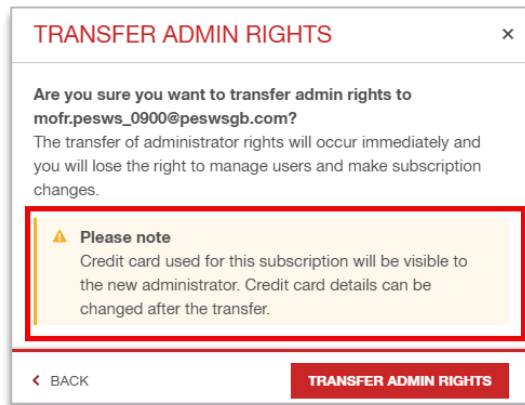 TRANSFER ADMIN RIGHTS ×
Are you sure you want to transfer admin rights to
mofr.pesws_0900@peswsgb.com?
The transfer of administrator rights will occur immediately and
you will lose the right to manage users and make subscription
changes.
Please note
Credit card used for this subscription will be visible to
the new administrator. Credit card details can be
changed after the transfer.
BACK
TRANSFER ADMIN RIGHTS